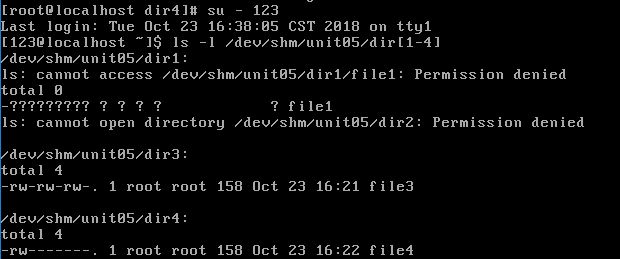 [root@localhost dir4]# su - 123
Last login: Tue Oct 23 16:38:05 CST 2018 on tty1
[123@localhost ~]$ ls -l /dev/shm/unit05/dir[1-4]
/dev/shm/unit05/dir1:
ls: cannot access /dev/shm/unit05/dir1/file1: Permission denied
total 0
-????????? ? ? ? ?            ? file1
ls: cannot open directory /dev/shm/unit05/dir2: Permission denied
/dev/shm/unit05/dir3:
total 4
-rw-rw-rw-. 1 root root 158 Oct 23 16:21 file3
/dev/shm/unit05/dir4:
total 4
-rw-------. 1 root root 158 Oct 23 16:22 file4